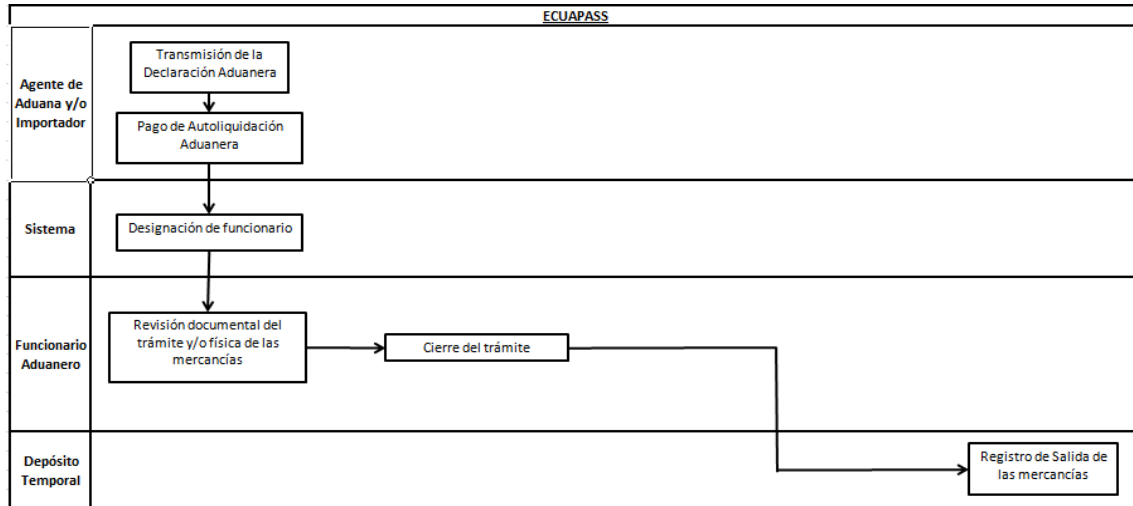 ECUAPASS
Agente de
Aduana y/o
Importador
Transmisión de la
Declaración Aduanera
Pago de Autoliquidación
Aduanera
Sistema
Designación de funcionario
Funcionario
Aduanero
Revisión documental del
trámite y/o física de las
mercancías
Cierre del trámite
Depósito
Temporal
Registro de Salida de
las mercancías